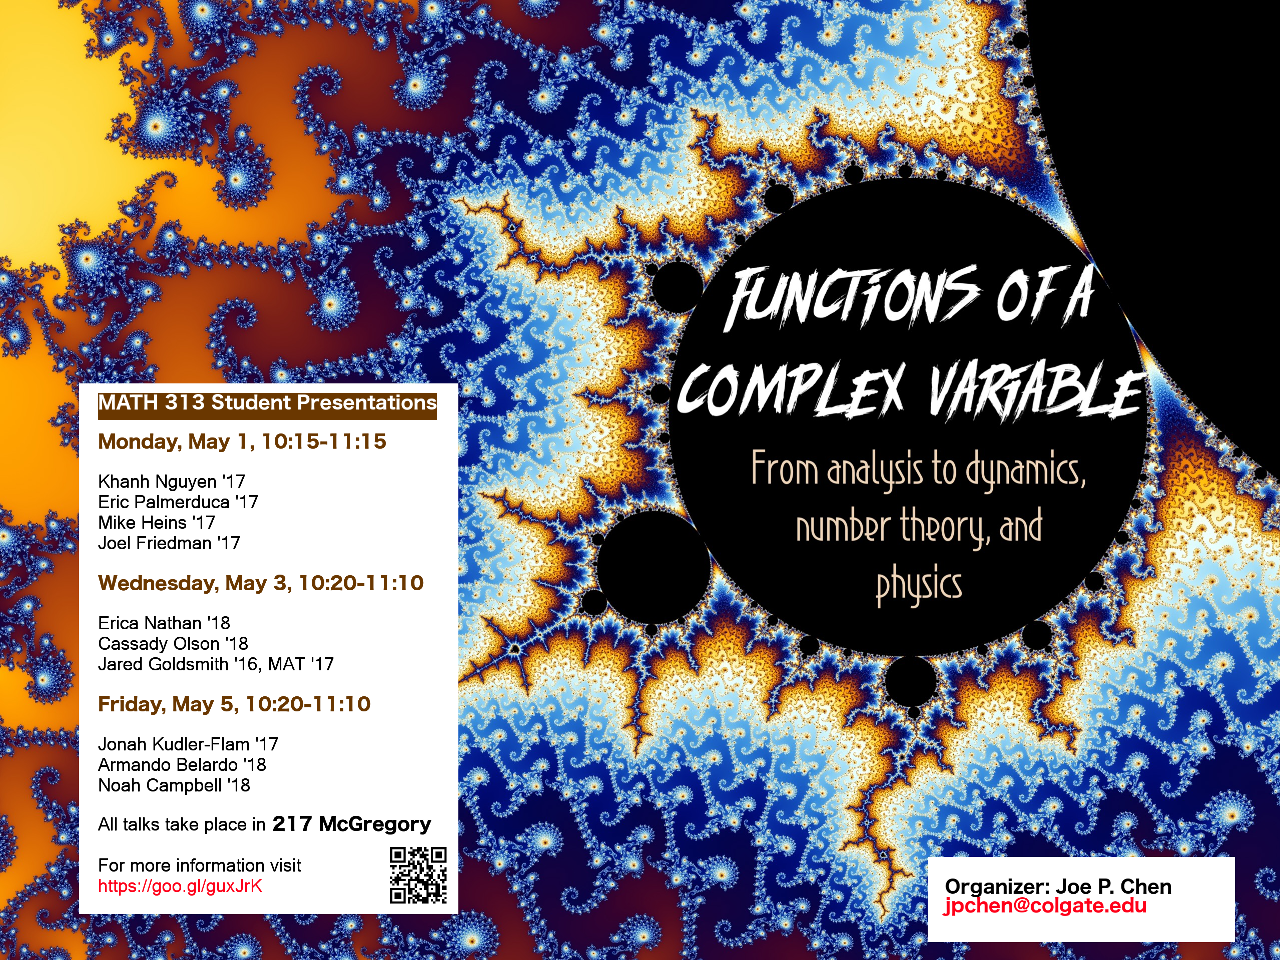 FUNCTIONS OF A
COMPLEX VARIABLE
From analysis to dynamics,
number theory, and
physics
MATH 313 Student Presentations
Monday, May 1, 10:15-11:15
Khanh Nguyen '17
Eric Palmerduca '17
Mike Heins '17
Joel Friedman '17
Wednesday, May 3, 10:20-11:10
Erica Nathan '18
Cassady Olson '18
Jared Goldsmith '16, MAT '17
Friday, May 5, 10:20-11:10
Jonah Kudler-Flam '17
Armando Belardo '18
Noah Campbell '18
All talks take place in 217 McGregory
For more information visit
https://goo.gl/guxJrK
Organizer: Joe P. Chen
jpchen@colgate.edu